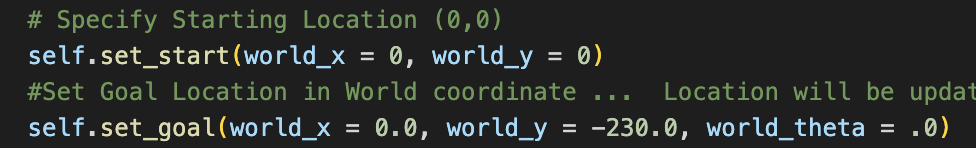 # Specify Starting Location (0,0)
self.set_start(world_x = 0, world_y = 0)
#Set Goal Location in World coordinate ...  Location will be
self.set_goal(world_x = 0.0, world_y = -230.0, world_theta = .0)